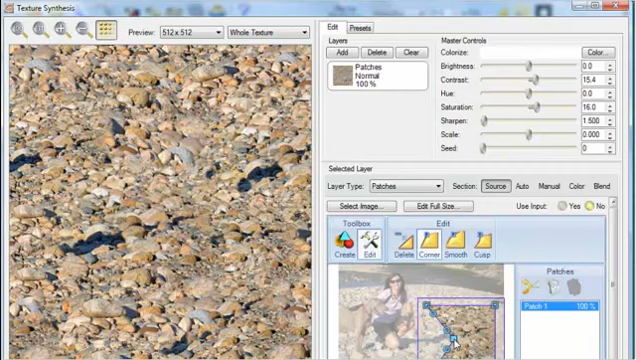 Texture Synthesis
Preview: 512 x 512 Whole Texture
Edit Presets
Layers
Add Delete Clear
Patches
Normal
100 %
Master Controls
Colorize: Color...
Brightness: 0.0
Contrast: 15.4
Hue: 0.0
Saturation: 16.0
Sharpen: 1.500
Scale: 0.000
Seed: 0
Selected Layer
Layer Type: Patches Section: Source Auto Manual Color Blend
Select Image... Edit Full Size... Use Input: Yes No
Toolbox Edit
Create Edit Delete Corner Smooth Cusp
Patches
Patch 1 100 %